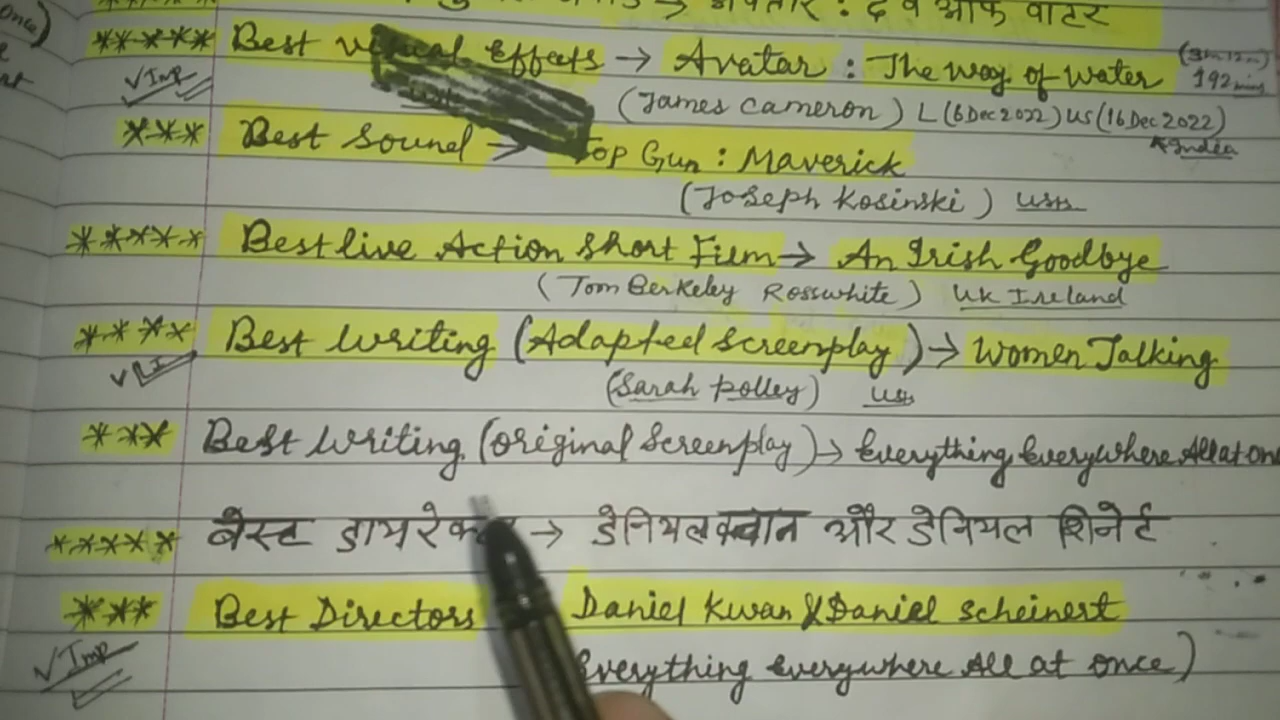 once)
→ अवतार : द वे ऑफ वाटर
***** Best Visual Effects → Avatar : The Way of Water (3h 12m) 192 mins
✓Imp (James Cameron) L (6 Dec 2022) US (16 Dec 2022)
*** Best Sound → Top Gun : Maverick *India
(Joseph Kosinski) USA
***** Best live Action Short Film → An Irish Goodbye
(Tom Berkeley Rosswhite) UK Ireland
**** Best Writing (Adapted Screenplay) → Women Talking
(Sarah Polley) USA
*** Best Writing (Original Screenplay) → Everything Everywhere All at On
***** बेस्ट डायरेक्टर → डेनियल क्वान और डेनियल शिनेर्ट
*** Best Directors Daniel Kwan & Daniel Scheinert
✓Imp Everything Everywhere All at once)